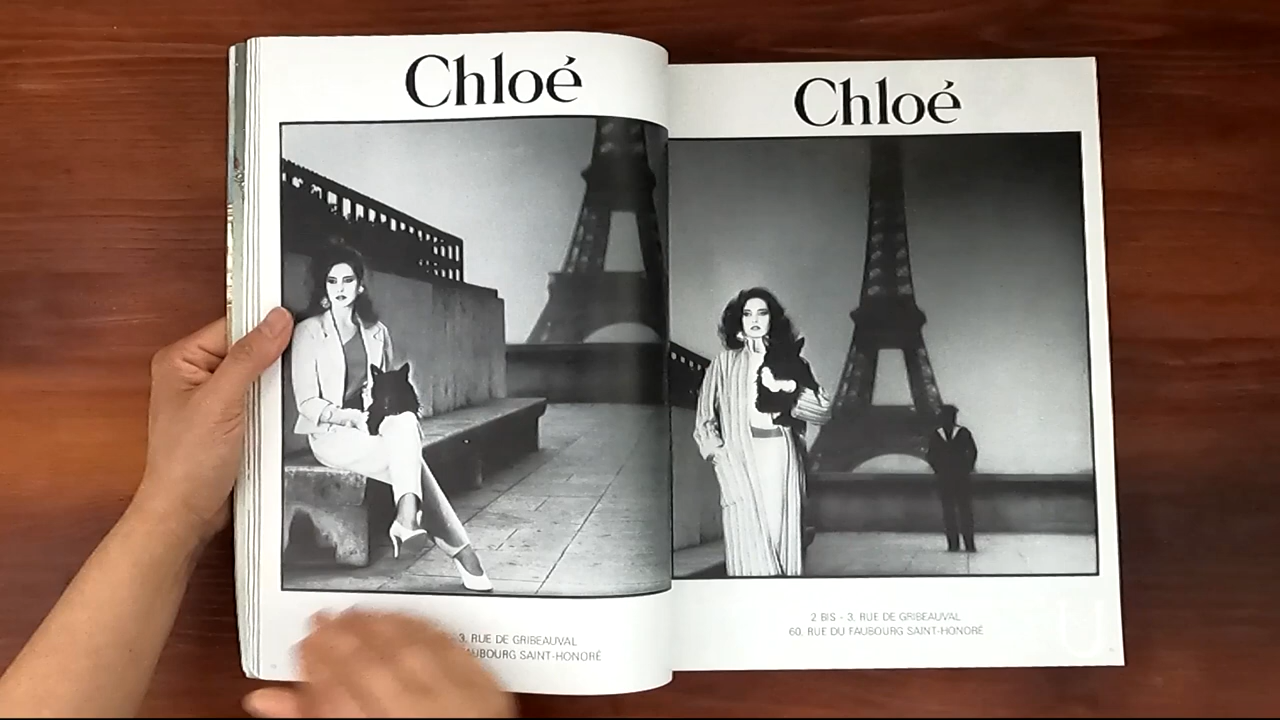 Chloé
3, RUE DE GRIBEAUVAL
FAUBOURG SAINT-HONORÉ
Chloé
2 BIS - 3, RUE DE GRIBEAUVAL
60, RUE DU FAUBOURG SAINT-HONORÉ
U